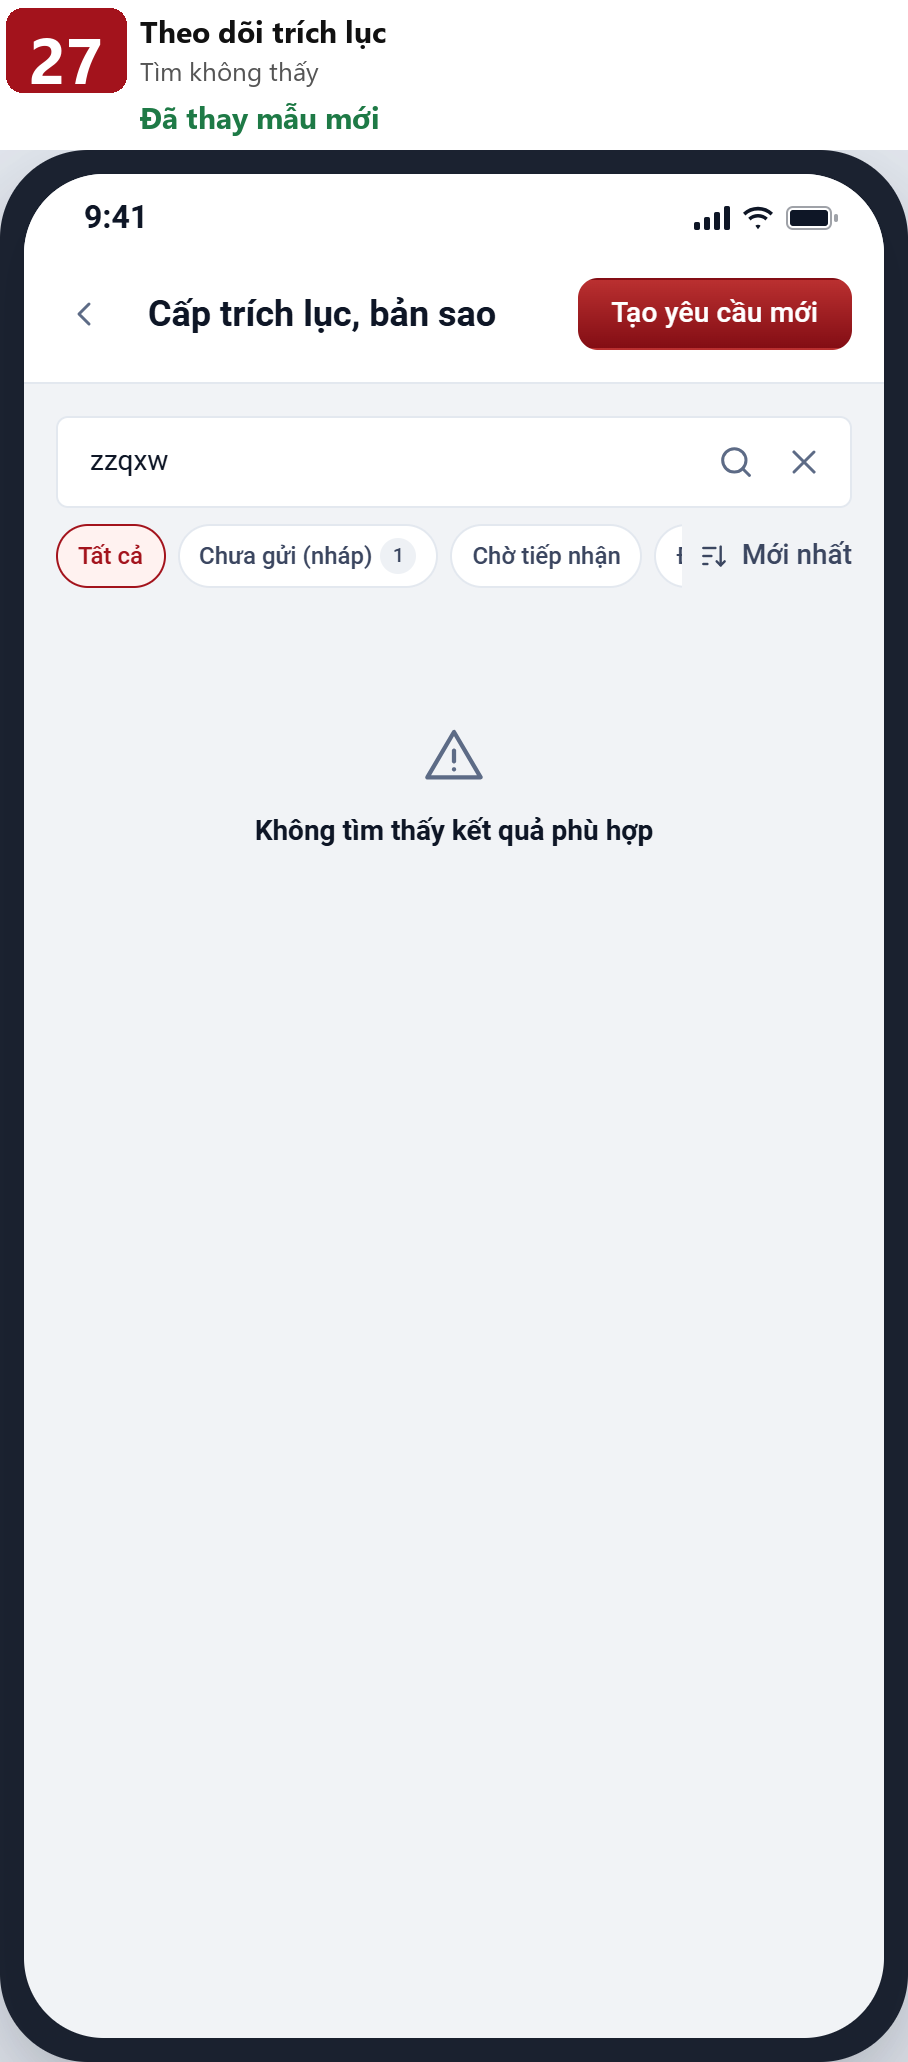 27
Theo dõi trích lục
Tìm không thấy
Đã thay mẫu mới
9:41
Cấp trích lục, bản sao
Tạo yêu cầu mới
zzqxw
Tất cả
Chưa gửi (nháp) 1
Chờ tiếp nhận
Mới nhất
Không tìm thấy kết quả phù hợp